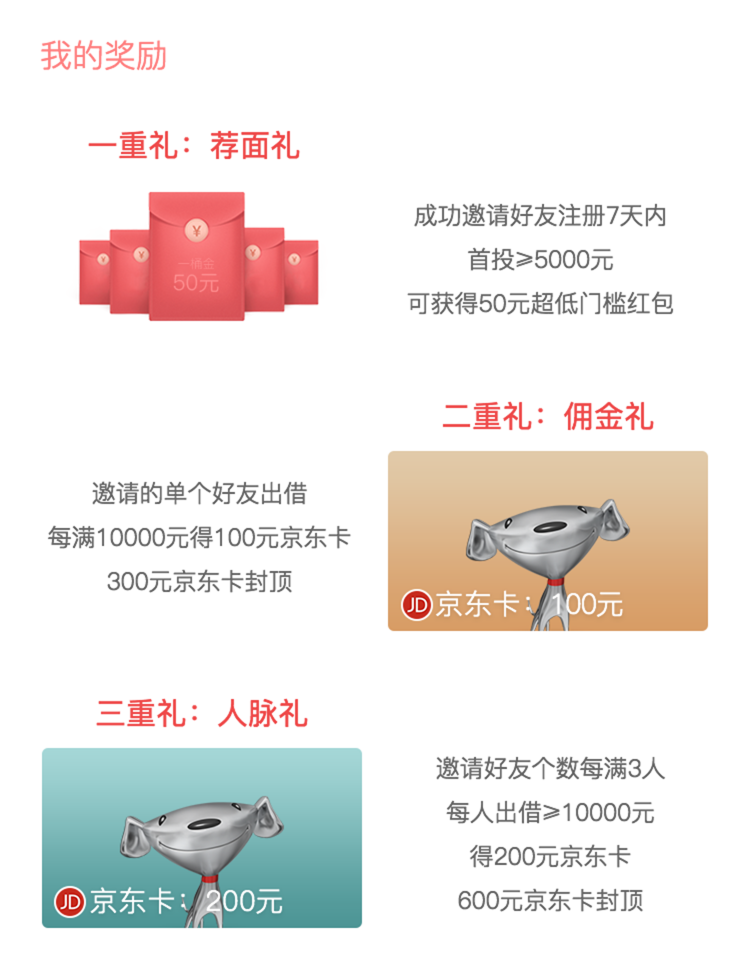 我的奖励
一重礼：荐面礼
¥
¥
¥
¥
¥
50元
成功邀请好友注册7天内
首投≥5000元
可获得50元超低门槛红包
二重礼：佣金礼
邀请的单个好友出借
每满10000元得100元京东卡
300元京东卡封顶
JD 京东卡：100元
三重礼：人脉礼
JD 京东卡：200元
邀请好友个数每满3人
每人出借≥10000元
得200元京东卡
600元京东卡封顶